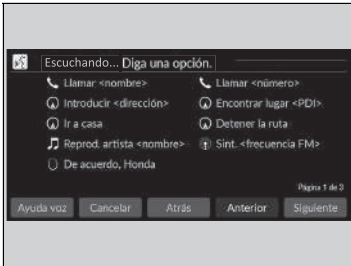 Escuchando... Diga una opción.
Llamar <nombre> Llamar <número>
Introducir <dirección> Encontrar lugar <PDI>
Ir a casa Detener la ruta
Reprod. artista <nombre> Sint. <frecuencia FM>
De acuerdo, Honda
Página 1 de 3
Ayuda voz Cancelar Atrás Anterior Siguiente